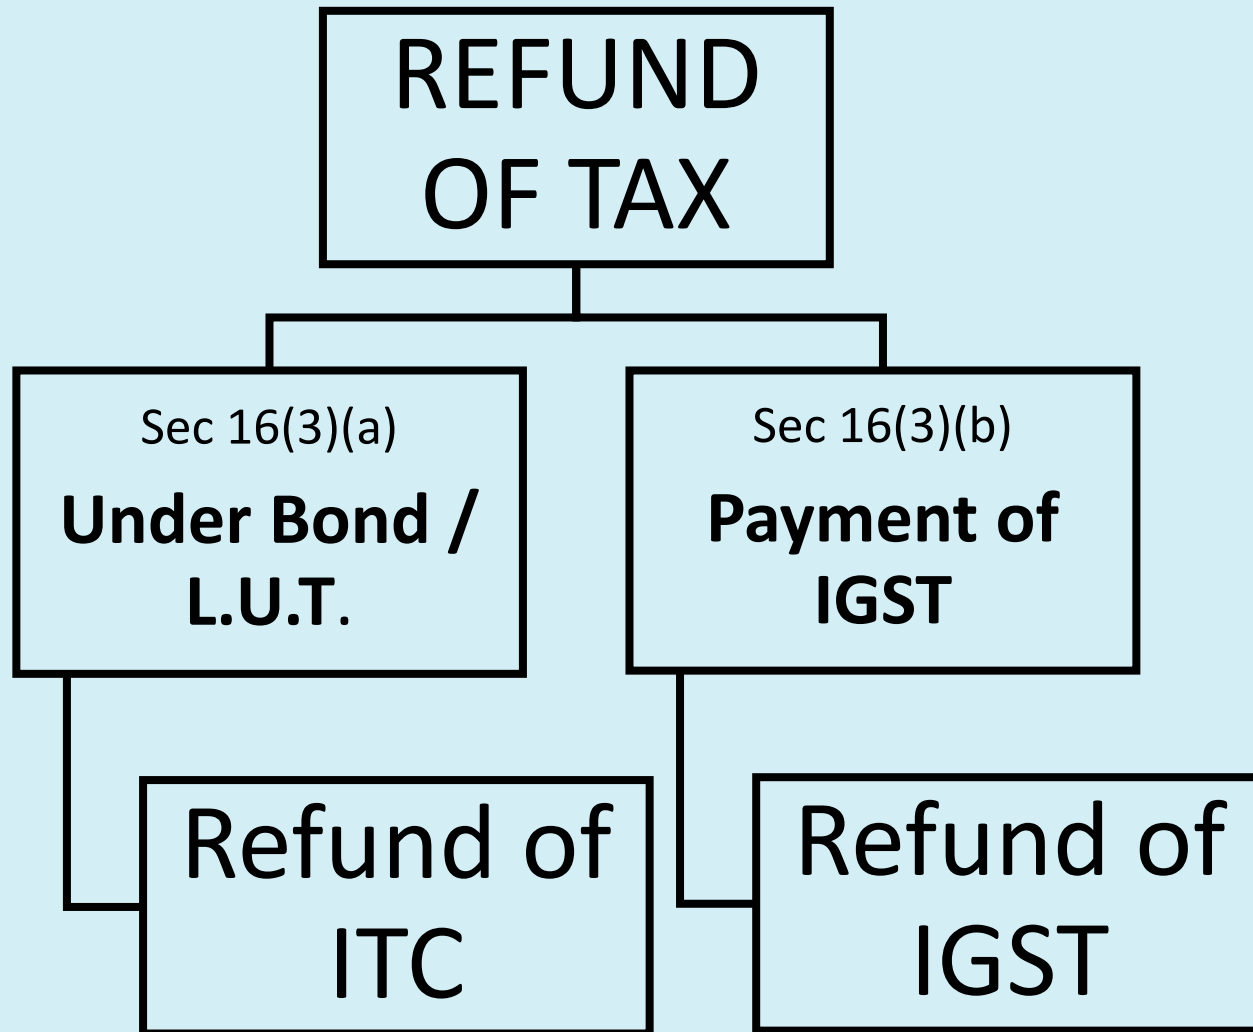 REFUND
OF TAX
Sec 16(3)(a)
Under Bond /
L.U.T.
Sec 16(3)(b)
Payment of
IGST
Refund of
ITC
Refund of
IGST